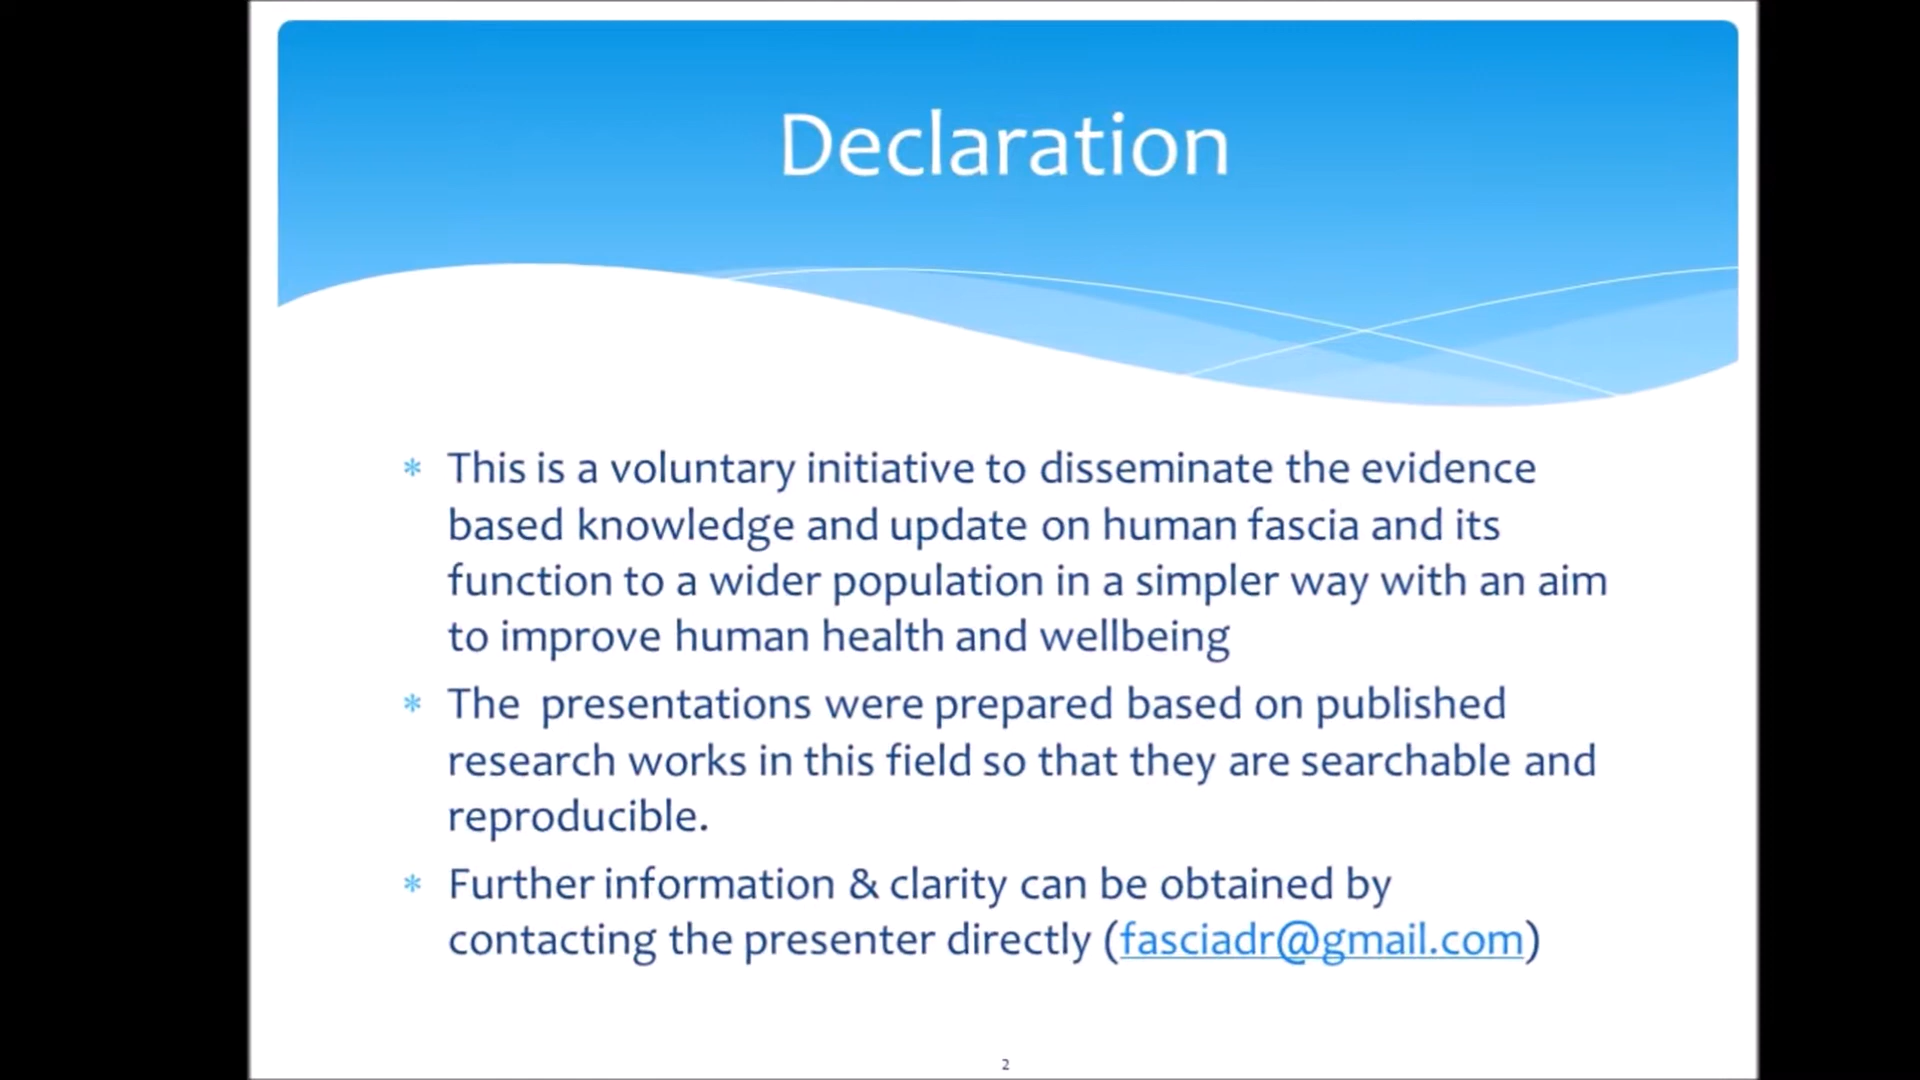 Declaration
* This is a voluntary initiative to disseminate the evidence
based knowledge and update on human fascia and its
function to a wider population in a simpler way with an aim
to improve human health and wellbeing
* The presentations were prepared based on published
research works in this field so that they are searchable and
reproducible.
* Further information & clarity can be obtained by
contacting the presenter directly (fasciadr@gmail.com)
2